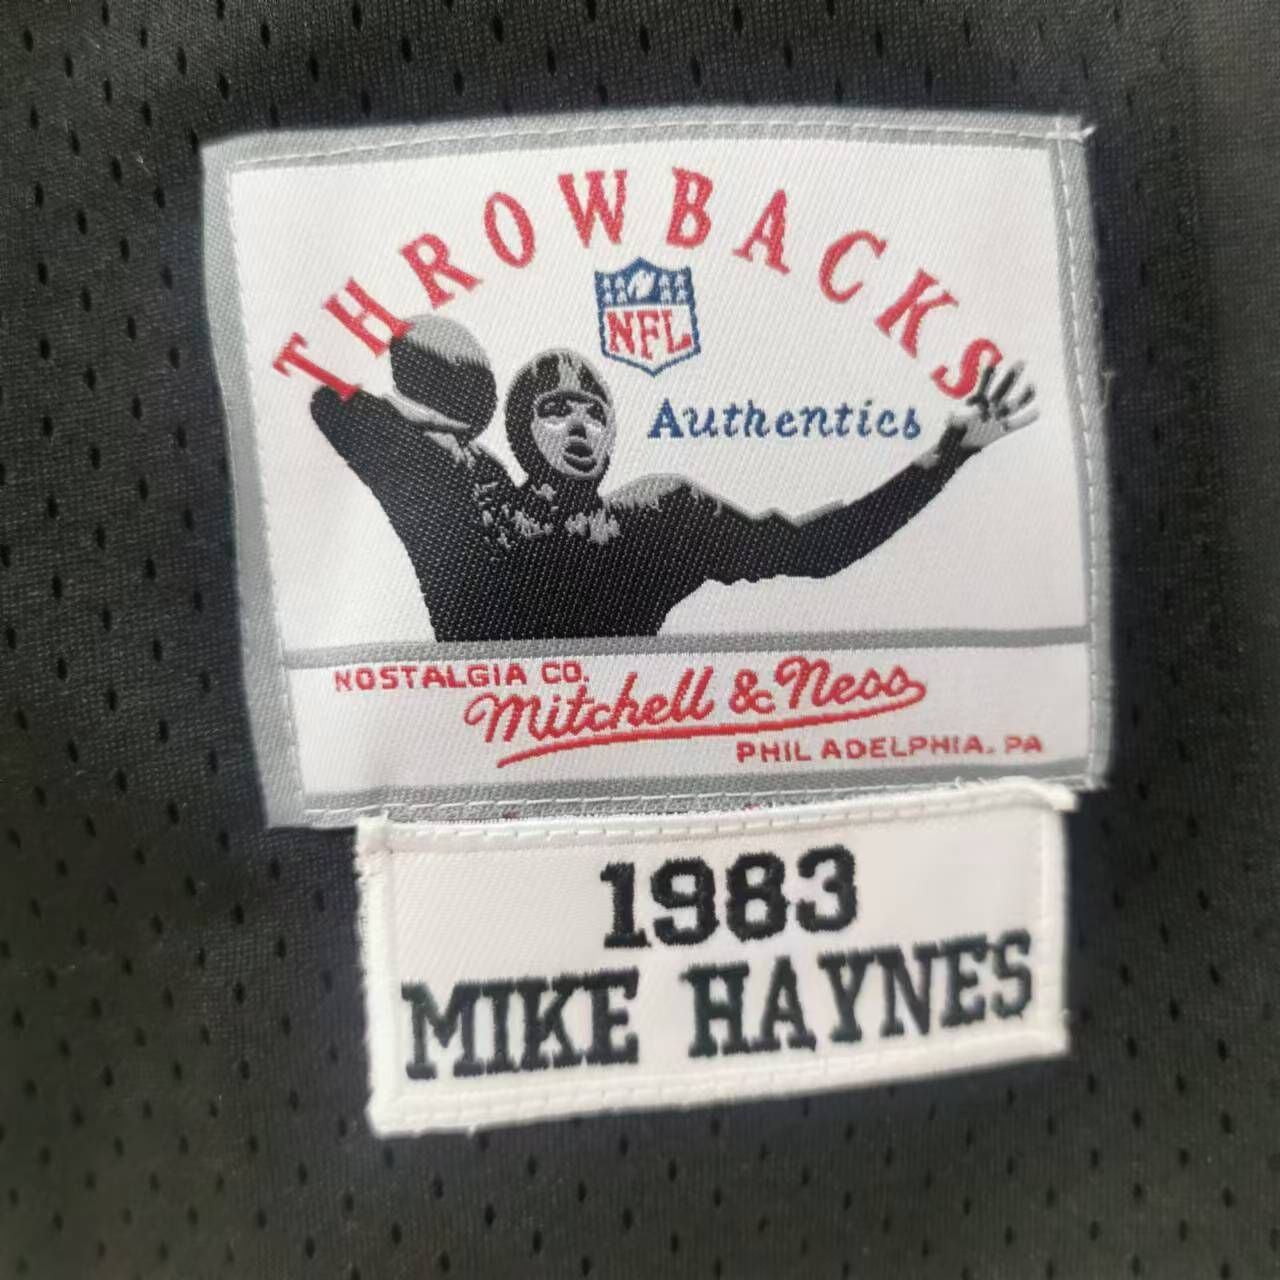 THROWBACKS
NFL
Authentics
NOSTALGIA CO.
Mitchell & Ness
PHILADELPHIA. PA
1983
MIKE HAYNES